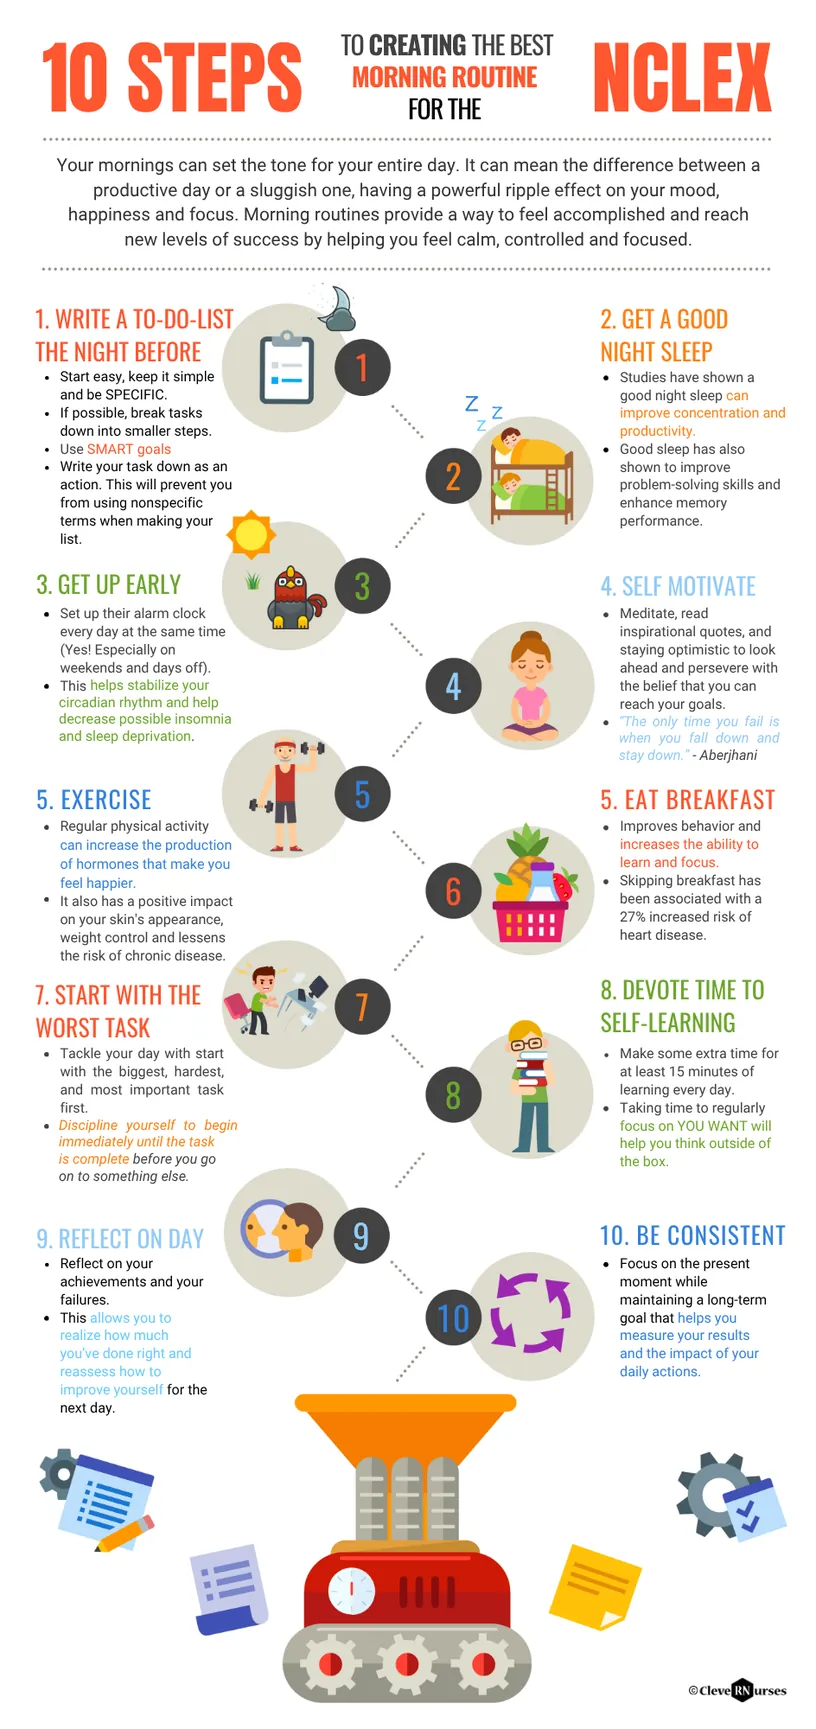 10 STEPS
TO CREATING THE BEST
MORNING ROUTINE
FOR THE
NCLEX
Your mornings can set the tone for your entire day. It can mean the difference between a
productive day or a sluggish one, having a powerful ripple effect on your mood,
happiness and focus. Morning routines provide a way to feel accomplished and reach
new levels of success by helping you feel calm, controlled and focused.
1. WRITE A TO-DO-LIST
THE NIGHT BEFORE
• Start easy, keep it simple
and be SPECIFIC.
• If possible, break tasks
down into smaller steps.
• Use SMART goals
• Write your task down as an
action. This will prevent you
from using nonspecific
terms when making your
list.
1
2. GET A GOOD
NIGHT SLEEP
• Studies have shown a
good night sleep can
improve concentration and
productivity.
• Good sleep has also
shown to improve
problem-solving skills and
enhance memory
performance.
Z Z
Z
2
3. GET UP EARLY
• Set up their alarm clock
every day at the same time
(Yes! Especially on
weekends and days off).
• This helps stabilize your
circadian rhythm and help
decrease possible insomnia
and sleep deprivation.
3
4. SELF MOTIVATE
• Meditate, read
inspirational quotes, and
staying optimistic to look
ahead and persevere with
the belief that you can
reach your goals.
• "The only time you fail is
when you fall down and
stay down." - Aberjhani
4
5. EXERCISE
• Regular physical activity
can increase the production
of hormones that make you
feel happier.
• It also has a positive impact
on your skin's appearance,
weight control and lessens
the risk of chronic disease.
5
5. EAT BREAKFAST
• Improves behavior and
increases the ability to
learn and focus.
• Skipping breakfast has
been associated with a
27% increased risk of
heart disease.
6
7. START WITH THE
WORST TASK
• Tackle your day with start
with the biggest, hardest,
and most important task
first.
• Discipline yourself to begin
immediately until the task
is complete before you go
on to something else.
7
8. DEVOTE TIME TO
SELF-LEARNING
• Make some extra time for
at least 15 minutes of
learning every day.
• Taking time to regularly
focus on YOU WANT will
help you think outside of
the box.
8
9. REFLECT ON DAY
• Reflect on your
achievements and your
failures.
• This allows you to
realize how much
you've done right and
reassess how to
improve yourself for the
next day.
9
10. BE CONSISTENT
• Focus on the present
moment while
maintaining a long-term
goal that helps you
measure your results
and the impact of your
daily actions.
10
©CleveRNurses